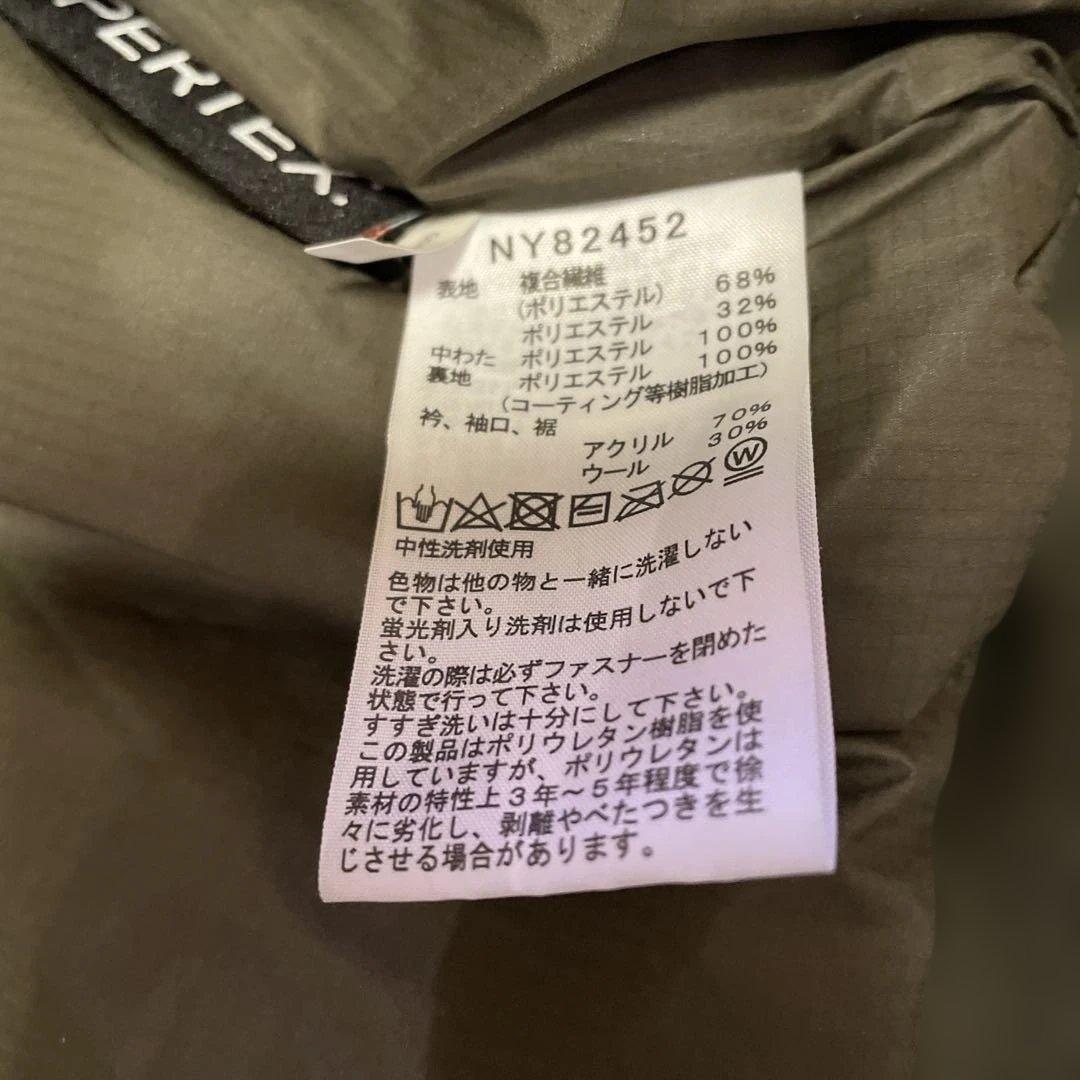 PERTEX.
NY82452
表地 複合繊維
(ポリエステル) 68%
ポリエステル 32%
中わた ポリエステル 100%
裏地 ポリエステル 100%
(コーティング等樹脂加工)
衿、袖口、裾
アクリル 70%
ウール 30%
W
中性洗剤使用
色物は他の物と一緒に洗濯しない
で下さい。
蛍光剤入り洗剤は使用しないで下
さい。
洗濯の際は必ずファスナーを閉めた
状態で行って下さい。
すすぎ洗いは十分にして下さい。
この製品はポリウレタン樹脂を使
用していますが、ポリウレタンは
素材の特性上3年～5年程度で徐
々に劣化し、剥離やべたつきを生
じさせる場合があります。